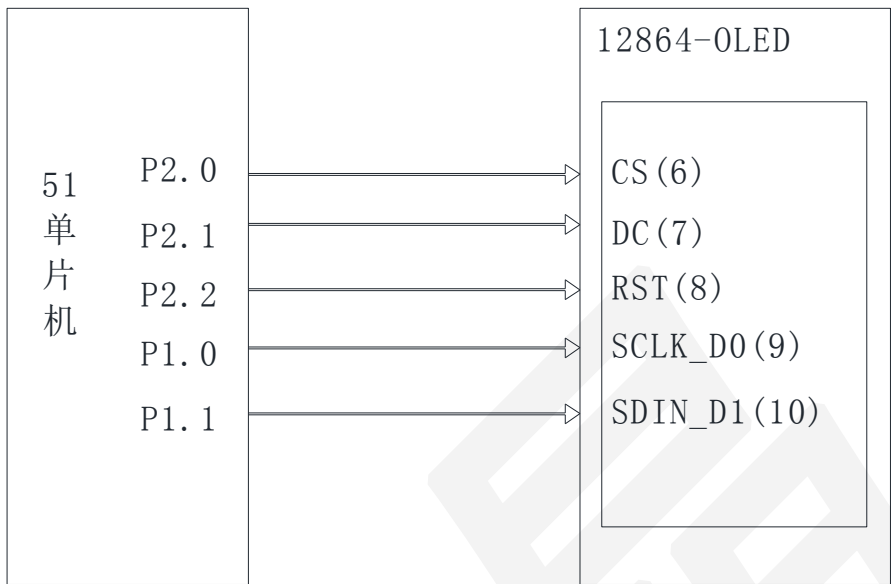 12864-OLED
51
单
片
机
P2.0
P2.1
P2.2
P1.0
P1.1
CS(6)
DC(7)
RST(8)
SCLK_D0(9)
SDIN_D1(10)